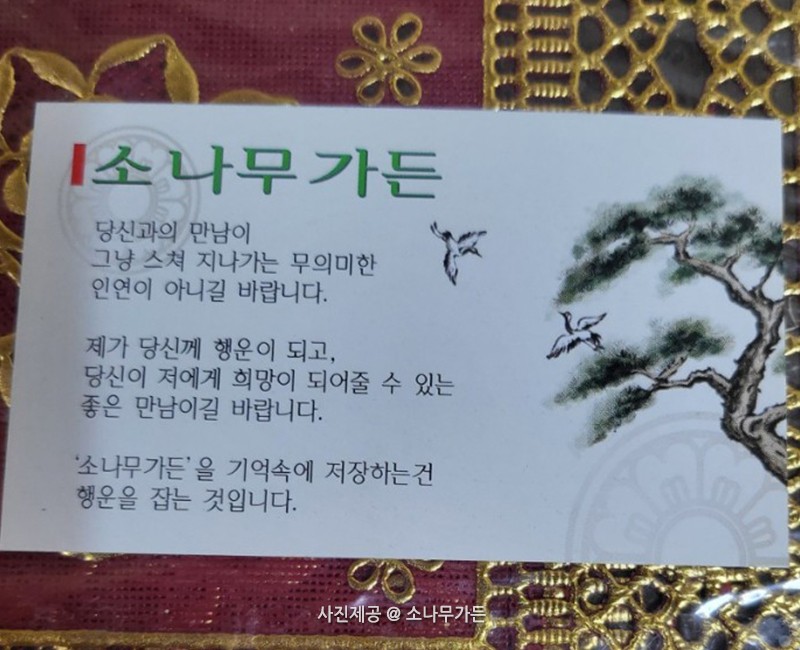 소나무가든
당신과의 만남이
그냥 스쳐 지나가는 무의미한
인연이 아니길 바랍니다.
제가 당신께 행운이 되고,
당신이 저에게 희망이 되어줄 수 있는
좋은 만남이길 바랍니다.
'소나무가든'을 기억속에 저장하는건
행운을 잡는 것입니다.
사진제공 @ 소나무가든